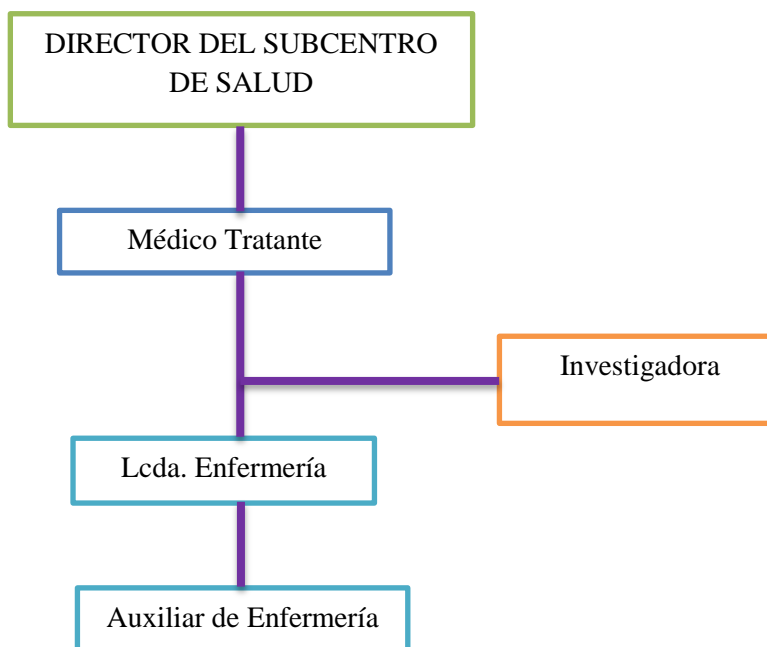 DIRECTOR DEL SUBCENTRO
DE SALUD
Médico Tratante
Investigadora
Lcda. Enfermería
Auxiliar de Enfermería